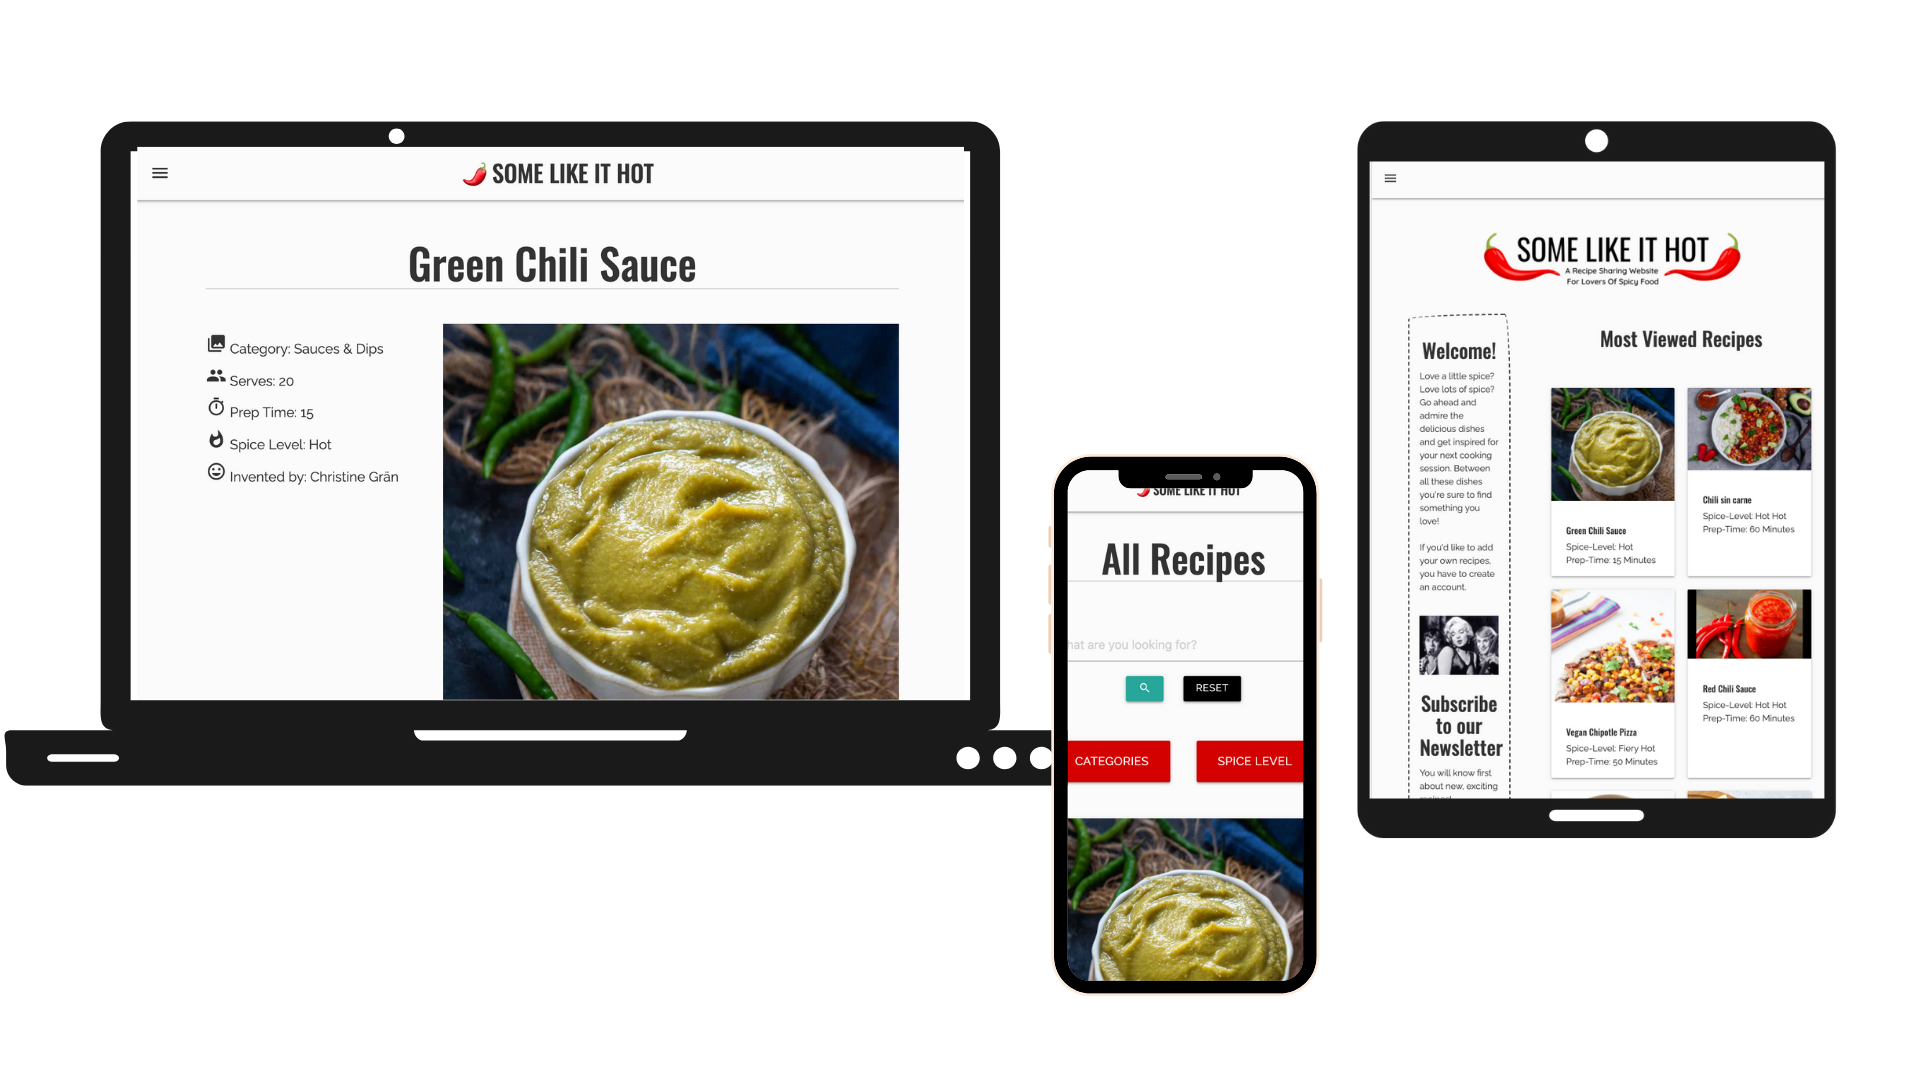 SOME LIKE IT HOT
Green Chili Sauce
Category: Sauces & Dips
Serves: 20
Prep Time: 15
Spice Level: Hot
Invented by: Christine Grän
SOME LIKE IT HOT
All Recipes
hat are you looking for?
RESET
CATEGORIES
SPICE LEVEL
SOME LIKE IT HOT
A Recipe Sharing Website
For Lovers Of Spicy Food
Welcome!
Love a little spice?
Love lots of spice?
Go ahead and
admire the
delicious dishes
and get inspired for
your next cooking
session. Between
all these dishes
you're sure to find
something you
love!
If you'd like to add
your own recipes,
you have to create
an account.
Subscribe
to our
Newsletter
You will know first
about new, exciting
Most Viewed Recipes
Green Chili Sauce
Spice-Level: Hot
Prep-Time: 15 Minutes
Chili sin carne
Spice-Level: Hot Hot
Prep-Time: 60 Minutes
Vegan Chipotle Pizza
Spice-Level: Fiery Hot
Prep-Time: 50 Minutes
Red Chili Sauce
Spice-Level: Hot Hot
Prep-Time: 60 Minutes